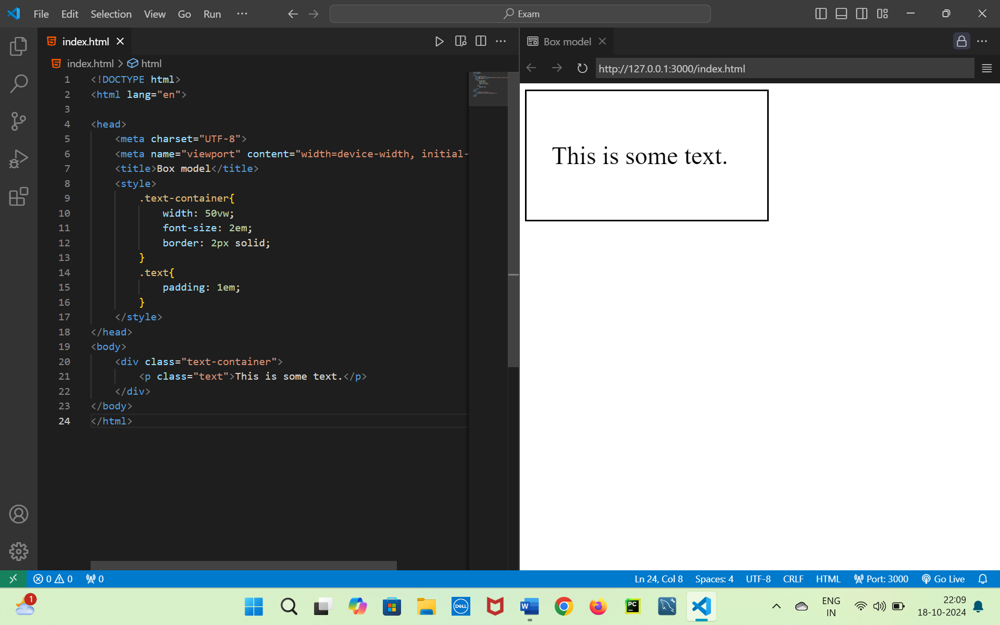 File Edit Selection View Go Run ··· Exam
index.html
index.html > html
1 <!DOCTYPE html>
2 <html lang="en">
3
4 <head>
5 <meta charset="UTF-8">
6 <meta name="viewport" content="width=device-width, initial-
7 <title>Box model</title>
8 <style>
9 .text-container{
10 width: 50vw;
11 font-size: 2em;
12 border: 2px solid;
13 }
14 .text{
15 padding: 1em;
16 }
17 </style>
18 </head>
19 <body>
20 <div class="text-container">
21 <p class="text">This is some text.</p>
22 </div>
23 </body>
24 </html>
Box model
http://127.0.0.1:3000/index.html
This is some text.
0 0 0 Ln 24, Col 8 Spaces: 4 UTF-8 CRLF HTML Port: 3000 Go Live
1
DELL
W
PC
ENG
IN
22:09
18-10-2024